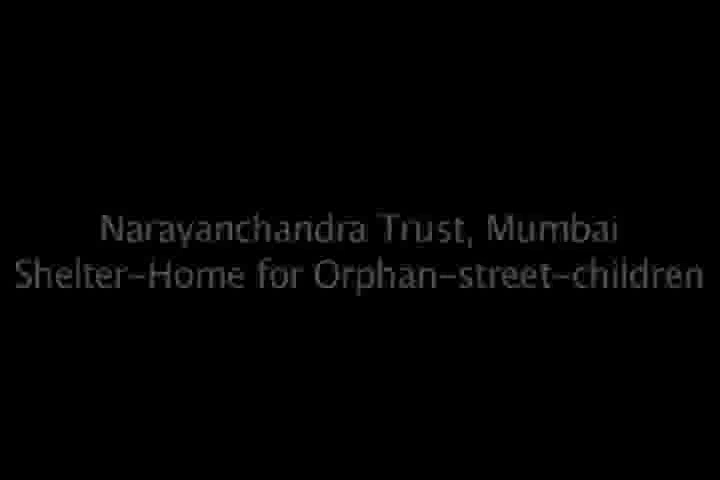 Narayanchandra Trust, Mumbai
Shelter-Home for Orphan-street-children